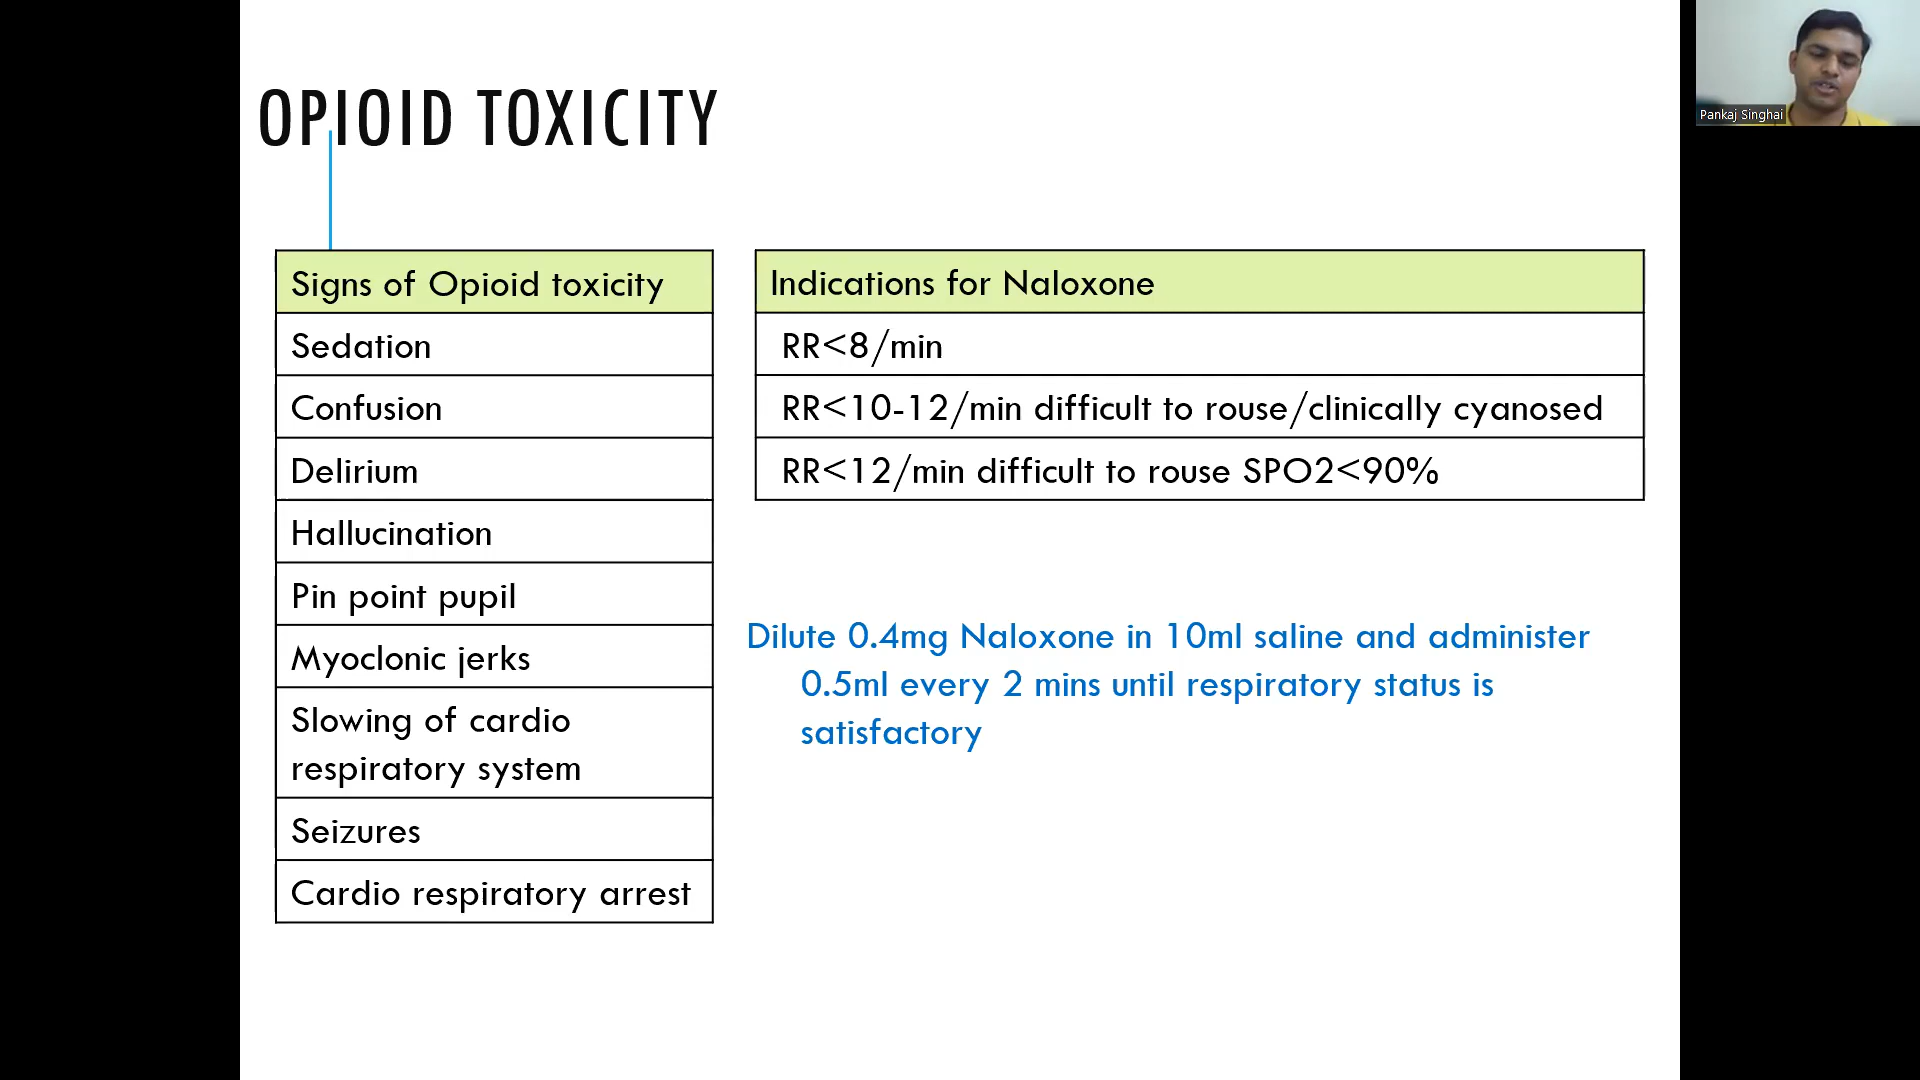 OPIOID TOXICITY
Pankaj Singhai
Signs of Opioid toxicity
Sedation
Confusion
Delirium
Hallucination
Pin point pupil
Myoclonic jerks
Slowing of cardio
respiratory system
Seizures
Cardio respiratory arrest
Indications for Naloxone
RR<8/min
RR<10-12/min difficult to rouse/clinically cyanosed
RR<12/min difficult to rouse SPO2<90%
Dilute 0.4mg Naloxone in 10ml saline and administer
0.5ml every 2 mins until respiratory status is
satisfactory